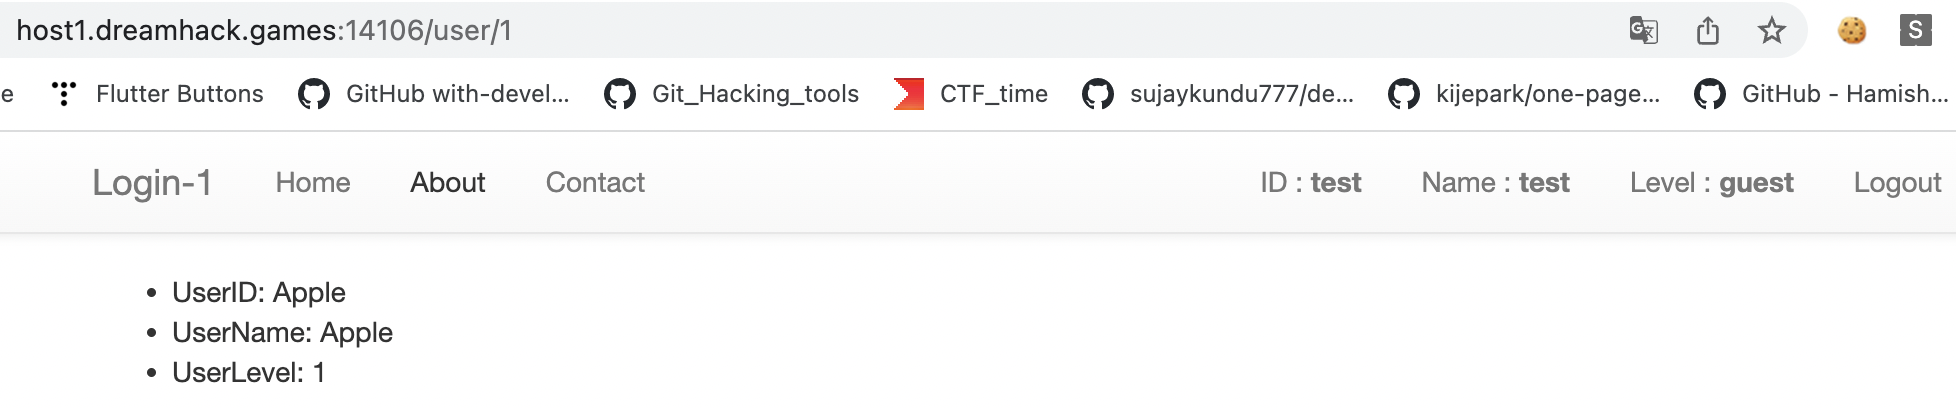 host1.dreamhack.games:14106/user/1 S
e Flutter Buttons GitHub with-devel... Git_Hacking_tools CTF_time sujaykundu777/de... kijepark/one-page... GitHub - Hamish...
Login-1 Home About Contact ID : test Name : test Level : guest Logout
• UserID: Apple
• UserName: Apple
• UserLevel: 1